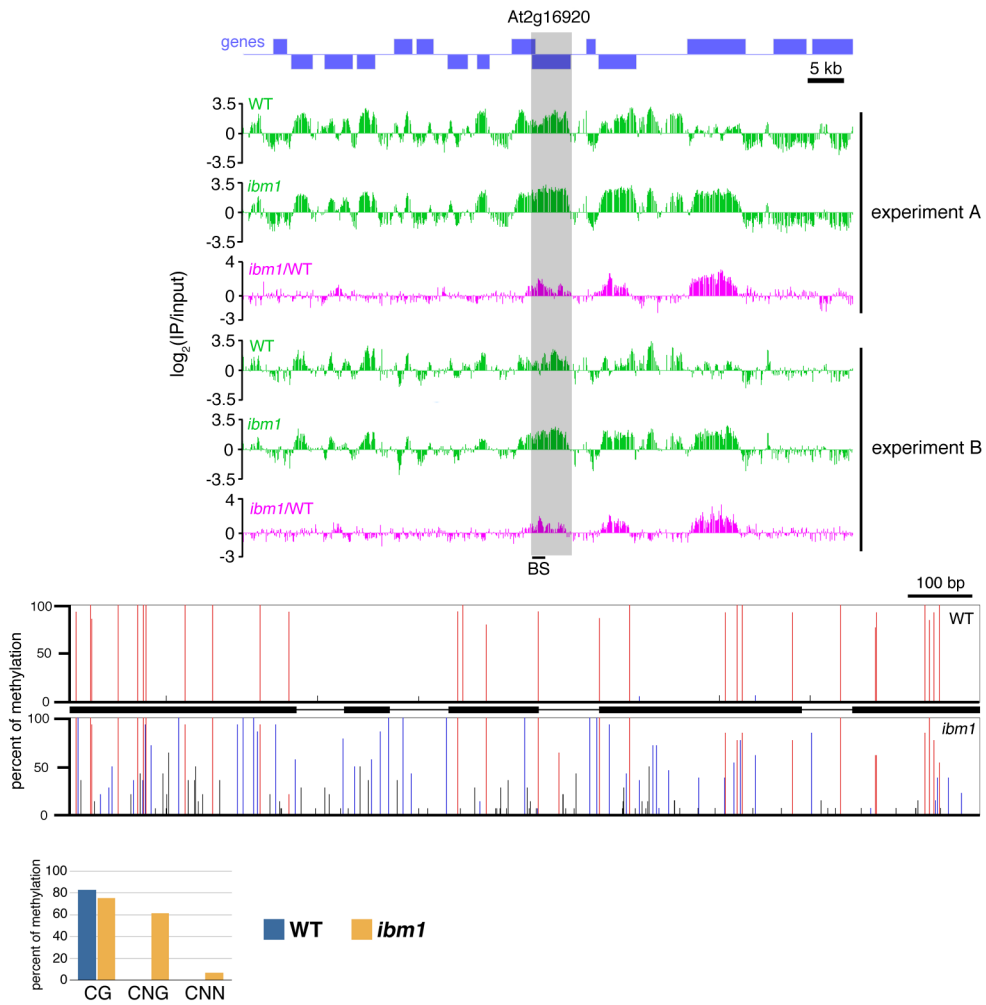 At2g16920
genes
5 kb
WT
3.5
0
-3.5
ibm1
3.5
0
-3.5
experiment A
ibm1/WT
4
0
-3
log2(IP/input)
WT
3.5
0
-3.5
ibm1
3.5
0
-3.5
experiment B
ibm1/WT
4
0
-3
BS
100 bp
percent of methylation
100
50
0
WT
100
50
0
ibm1
percent of methylation
100
80
60
40
20
0
CG CNG CNN
WT ibm1